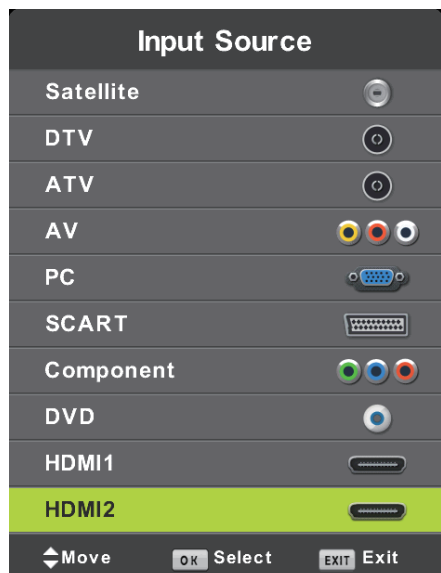 Input Source
Satellite
DTV
ATV
AV
PC
SCART
Component
DVD
HDMI1
HDMI2
Move OK Select EXIT Exit